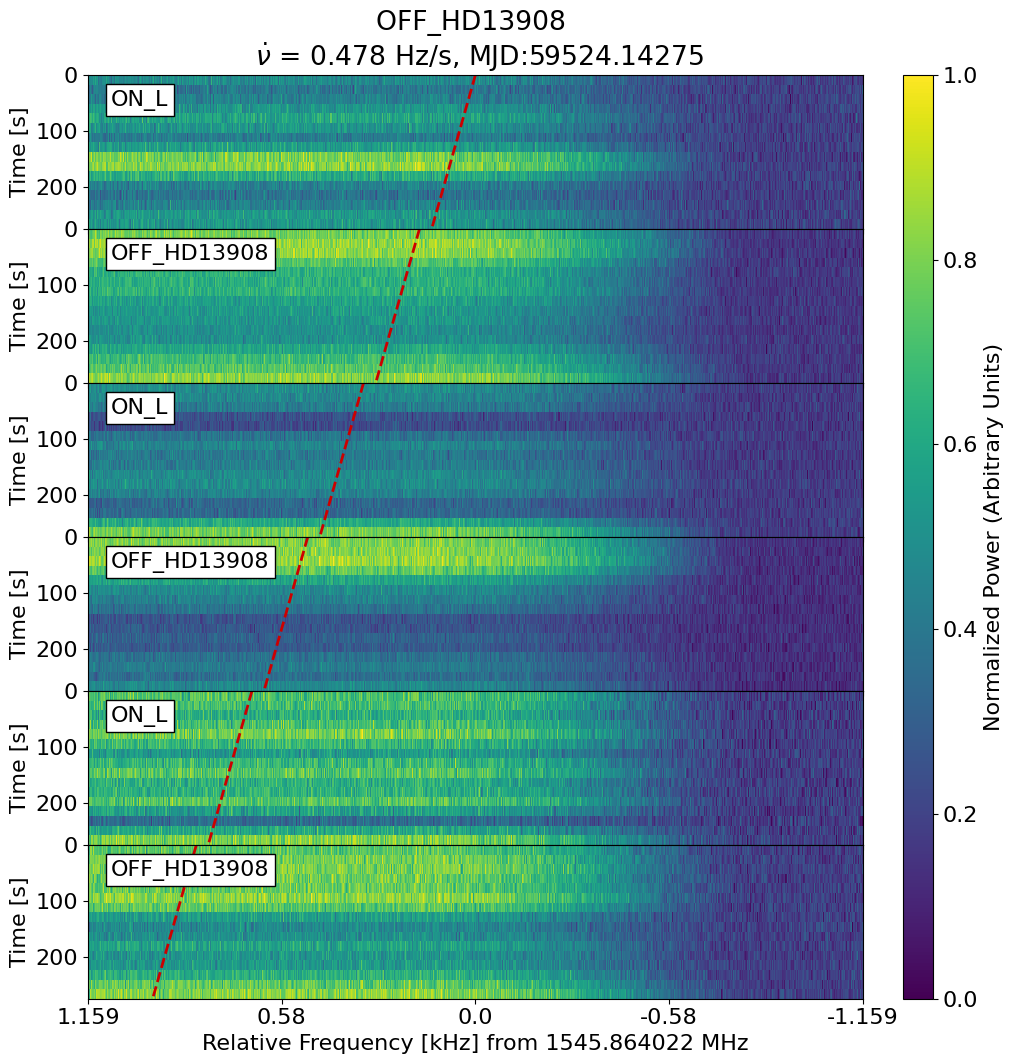 OFF_HD13908
ν̇ = 0.478 Hz/s, MJD:59524.14275
0
ON_L
100
200
Time [s]
0
OFF_HD13908
100
200
Time [s]
0
ON_L
100
200
Time [s]
0
OFF_HD13908
100
200
Time [s]
0
ON_L
100
200
Time [s]
0
OFF_HD13908
100
200
Time [s]
1.159 0.58 0.0 -0.58 -1.159
Relative Frequency [kHz] from 1545.864022 MHz
1.0
0.8
0.6
0.4
0.2
0.0
Normalized Power (Arbitrary Units)